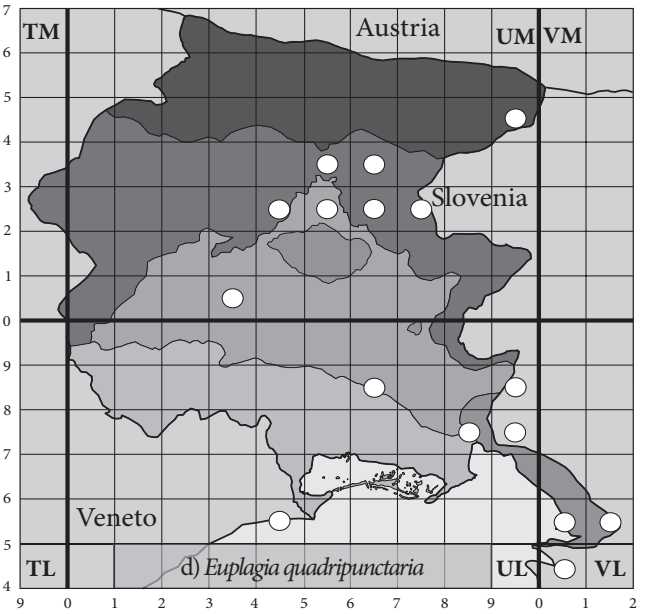 7
TM Austria UM VM
6
5
4
3
Slovenia
2
1
0
9
8
7
6
Veneto
5
TL d) Euplagia quadripunctaria UL VL
4
9 0 1 2 3 4 5 6 7 8 9 0 1 2